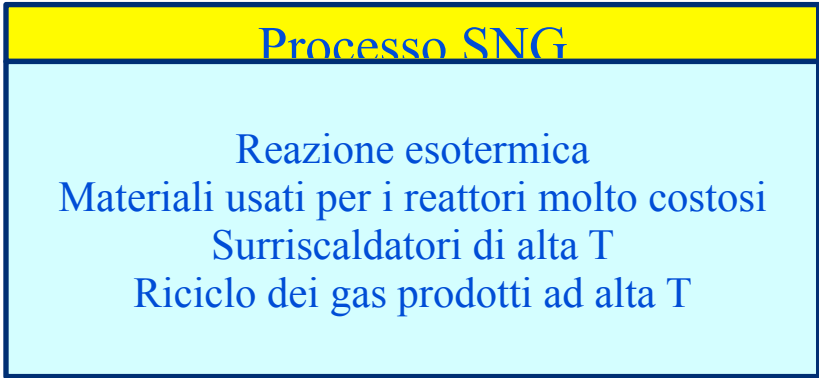 Processo SNG
Reazione esotermica
Materiali usati per i reattori molto costosi
Surriscaldatori di alta T
Riciclo dei gas prodotti ad alta T